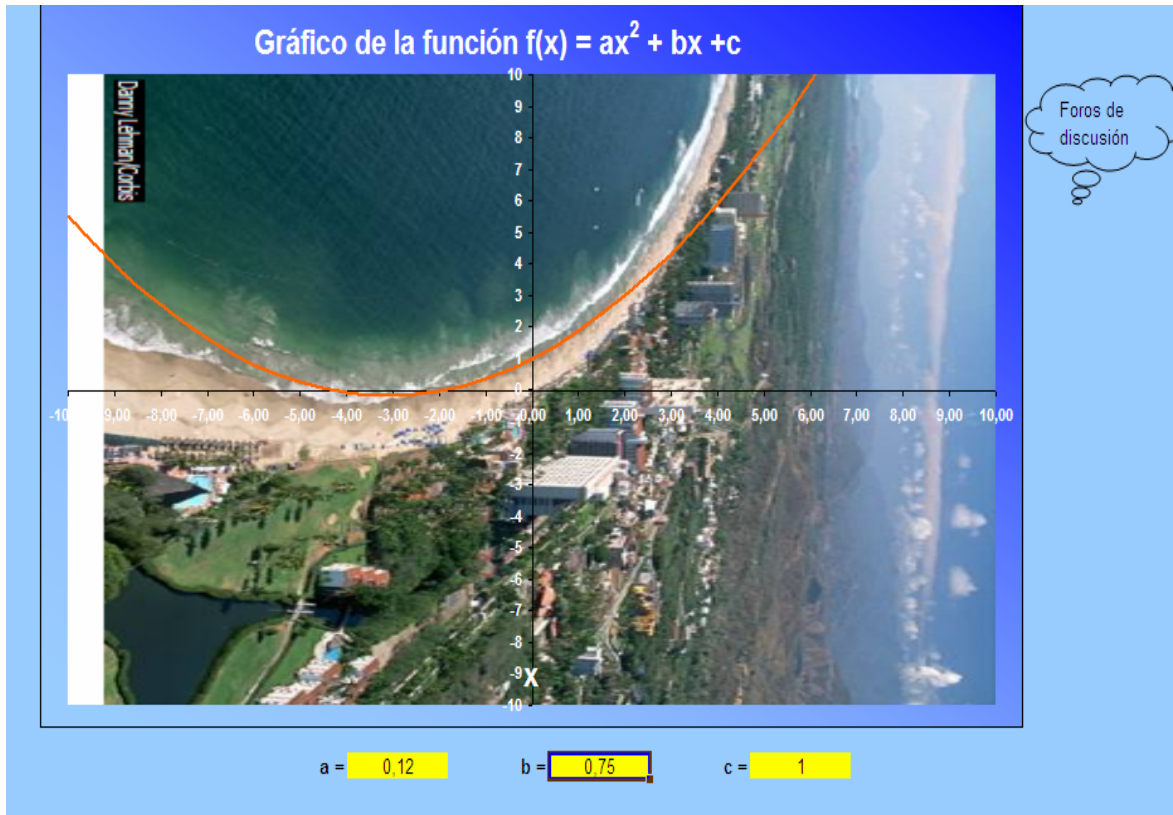 Gráfico de la función f(x) = ax² + bx +c
Foros de
discusión
Danny Lehman/Corbis
10
9
8
7
6
5
4
3
2
1
0
-10 -9,00 -8,00 -7,00 -6,00 -5,00 -4,00 -3,00 -2,00 -1,00 0,00 1,00 2,00 3,00 4,00 5,00 6,00 7,00 8,00 9,00 10,00
-2
-3
-4
-5
-6
-7
-8
-9
X
-10
a = 0,12 b = 0,75 c = 1